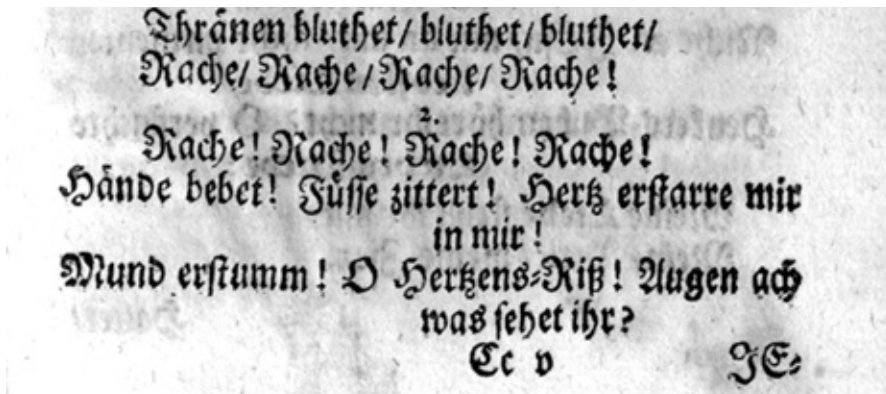 Thränen bluthet/ bluthet/ bluthet/
Rache/ Rache/ Rache/ Rache!
2.
Rache! Rache! Rache! Rache!
Hände bebet! Füſſe zittert! Hertz erſtarre mir
in mir!
Mund erſtumm! O Hertzens⸗Riß! Augen ach
was ſehet ihr?
Cc v JE⸗